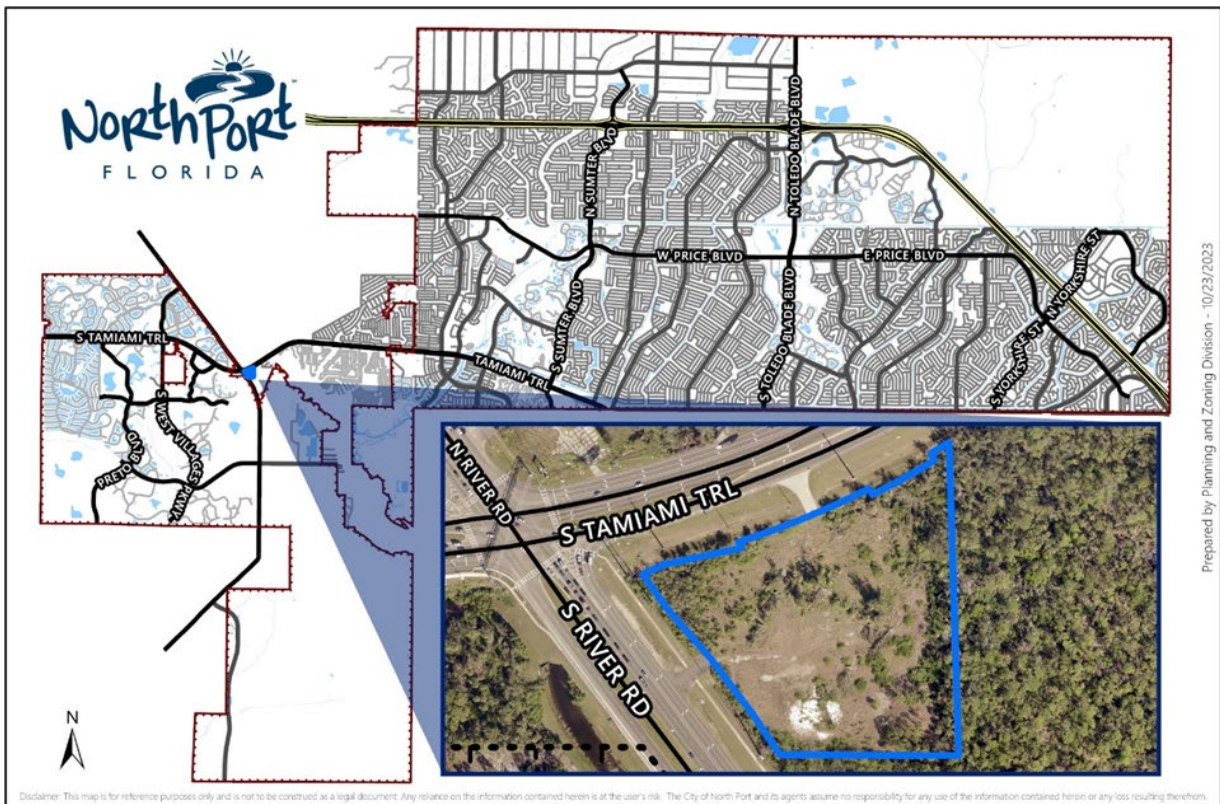 North Port
FLORIDA
N SUMTER BLVD
N TOLEDO BLADE BLVD
W PRICE BLVD
E PRICE BLVD
N YORKSHIRE ST
S TAMIAMI TRL
S SUMTER BLVD
TAMIAMI TRL
S TOLEDO BLADE BLVD
S YORKSHIRE ST
S WEST VILLAGES PKWY
PRETO BLVD
N RIVER RD
S TAMIAMI TRL
S RIVER RD
N
Prepared by Planning and Zoning Division - 10/23/2023
Disclaimer: This map is for reference purposes only and is not to be construed as a legal document. Any reliance on the information contained herein is at the user's risk. The City of North Port and its agents assume no responsibility for any use of the information contained herein or any loss resulting therefrom.